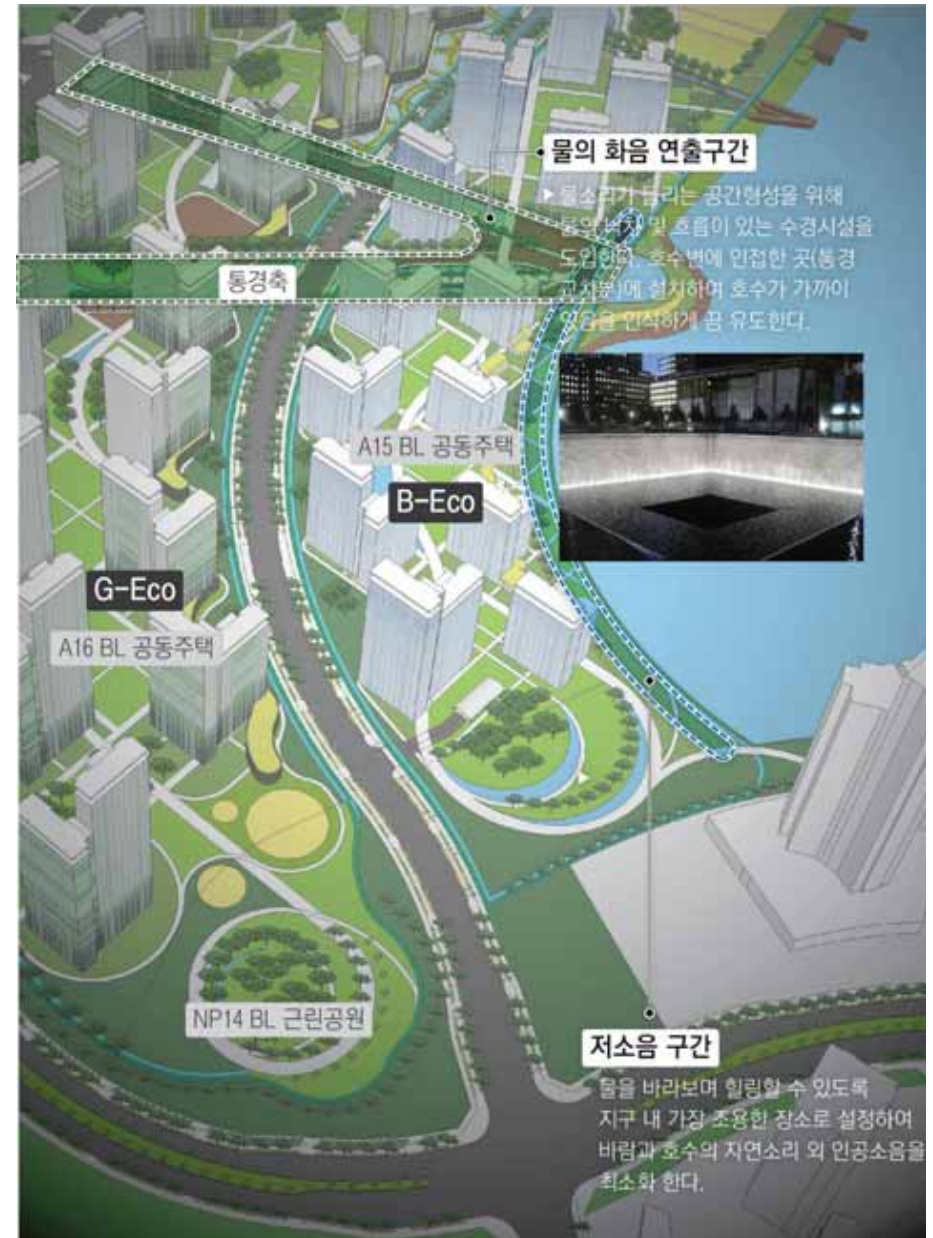 물의 화음 연출구간
▶ 물소리가 들리는 공간형성을 위해
물의 낙차 및 흐름이 있는 수경시설을
도입한다. 호수변에 인접한 곳(통경
교차부)에 설치하여 호수가 가까이
있음을 인식하게 끔 유도한다.
통경축
A15 BL 공동주택
B-Eco
G-Eco
A16 BL 공동주택
NP14 BL 근린공원
저소음 구간
물을 바라보며 힐링할 수 있도록
지구 내 가장 조용한 장소로 설정하여
바람과 호수의 자연소리 외 인공소음을
최소화 한다.